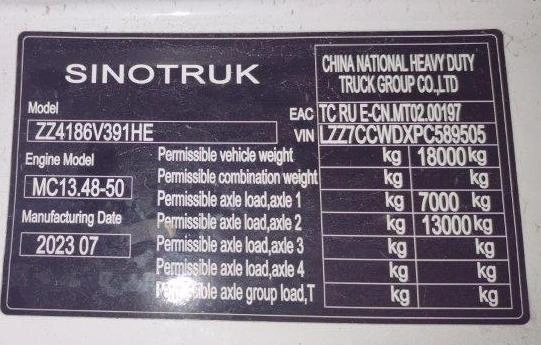 SINOTRUK
CHINA NATIONAL HEAVY DUTY
TRUCK GROUP CO.,LTD
Model
ZZ4186V391HE
EAC TC RU E-CN.MT02.00197
VIN LZZ7CCWDXPC589505
Engine Model
MC13.48-50
Manufacturing Date
2023 07
Permissible vehicle weight kg 18000 kg
Permissible combination weight kg kg
Permissible axle load,axle 1 kg 7000 kg
Permissible axle load,axle 2 kg 13000 kg
Permissible axle load,axle 3 kg kg
Permissible axle load,axle 4 kg kg
Permissible axle group load,T kg kg